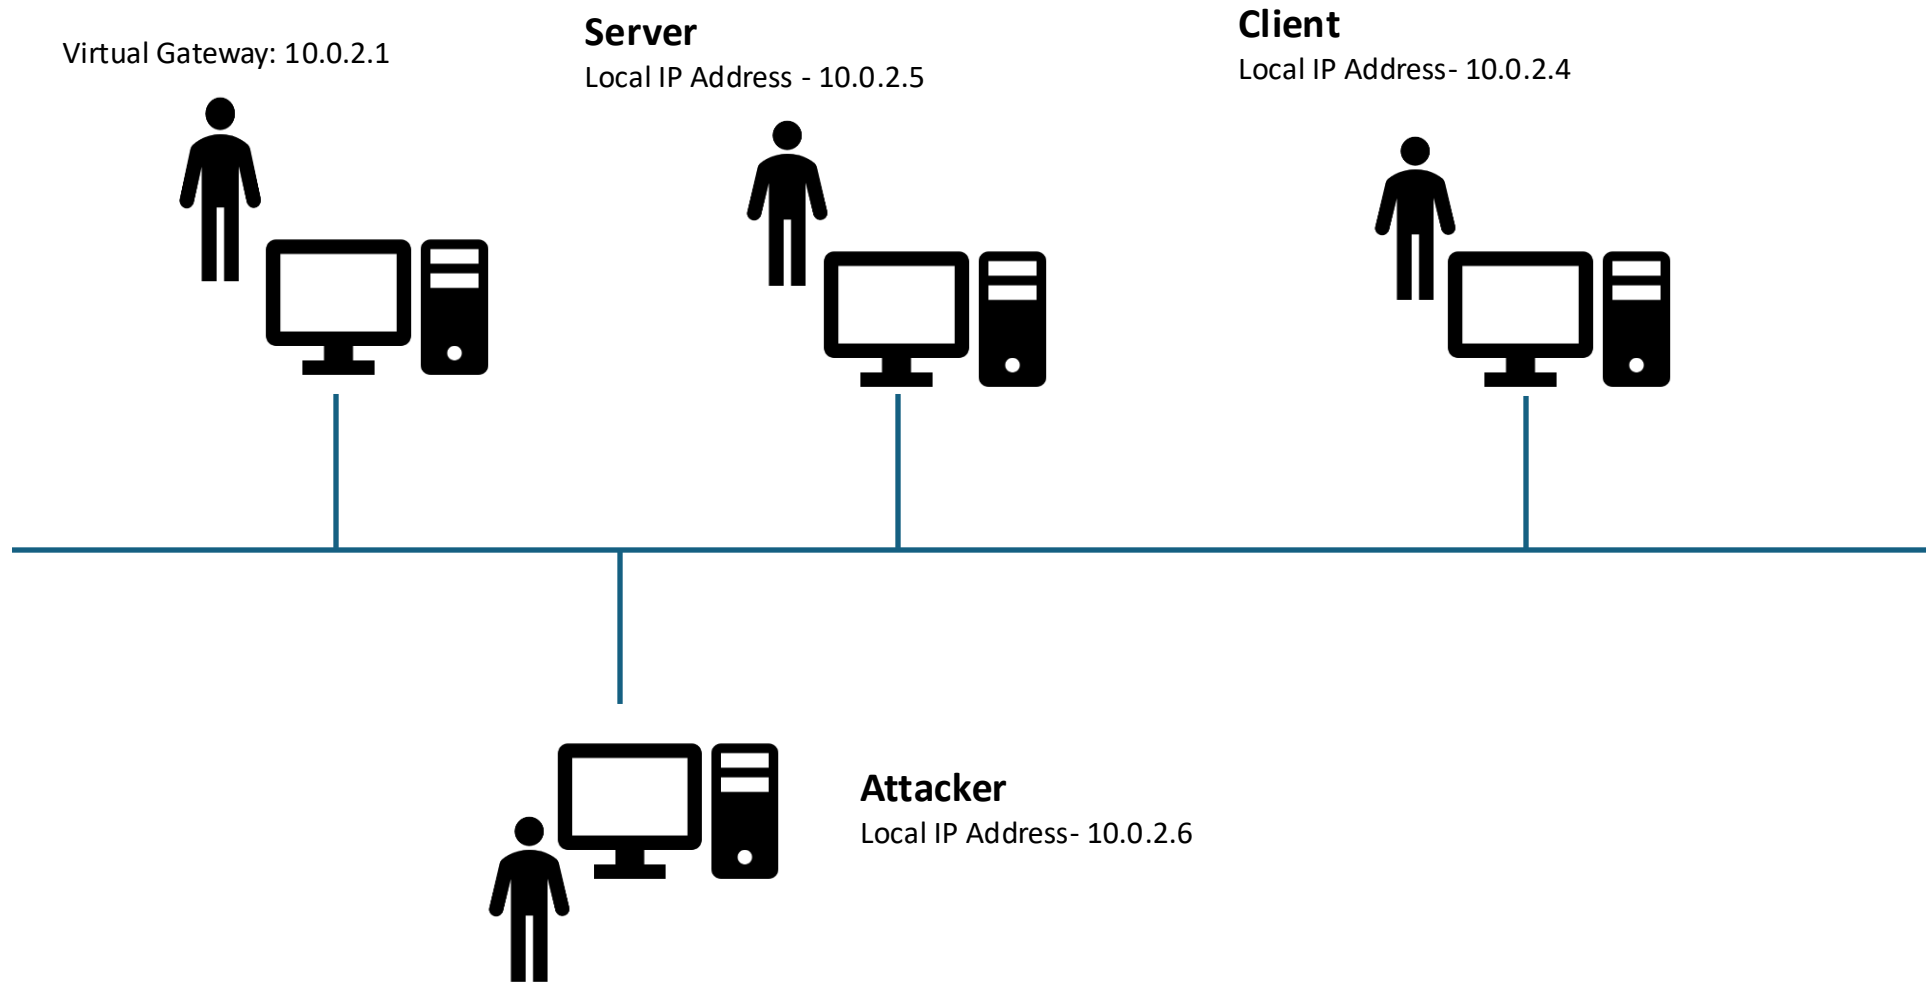 Virtual Gateway: 10.0.2.1
Server
Local IP Address - 10.0.2.5
Client
Local IP Address- 10.0.2.4
Attacker
Local IP Address- 10.0.2.6